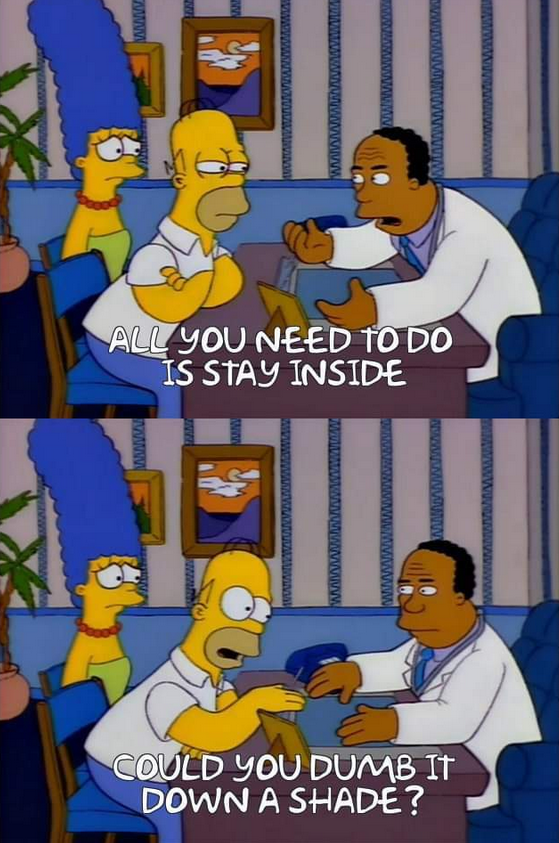 ALL YOU NEED TO DO
IS STAY INSIDE
COULD YOU DUMB IT
DOWN A SHADE?